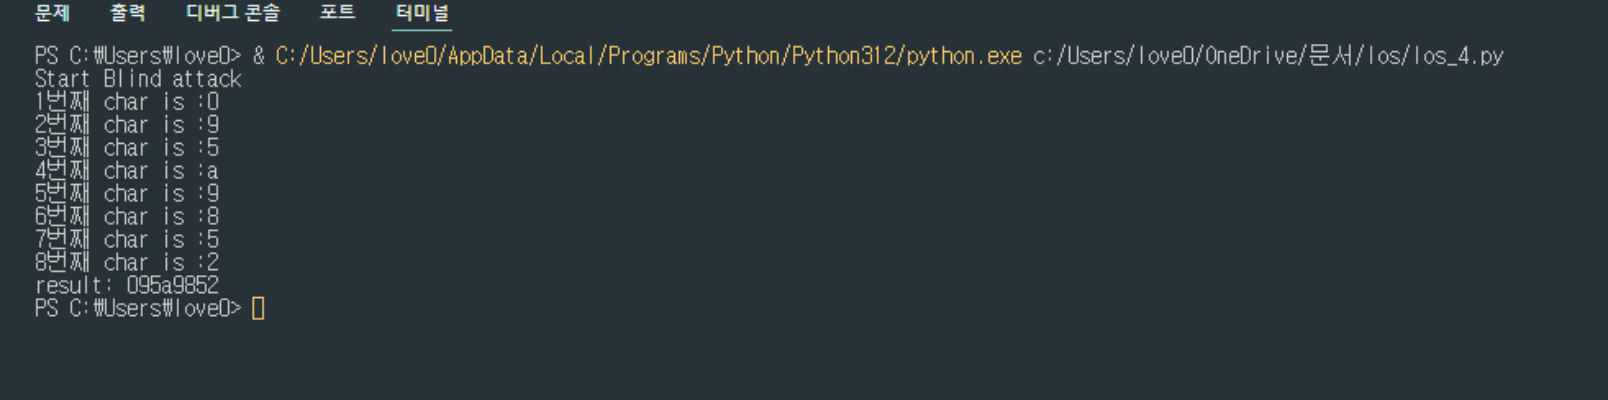 문제 출력 디버그 콘솔 포트 터미널
PS C:₩Users₩love0> & C:/Users/love0/AppData/Local/Programs/Python/Python312/python.exe c:/Users/love0/OneDrive/문서/los/los_4.py
Start Blind attack
1번째 char is :0
2번째 char is :9
3번째 char is :5
4번째 char is :a
5번째 char is :9
6번째 char is :8
7번째 char is :5
8번째 char is :2
result: 095a9852
PS C:₩Users₩love0>